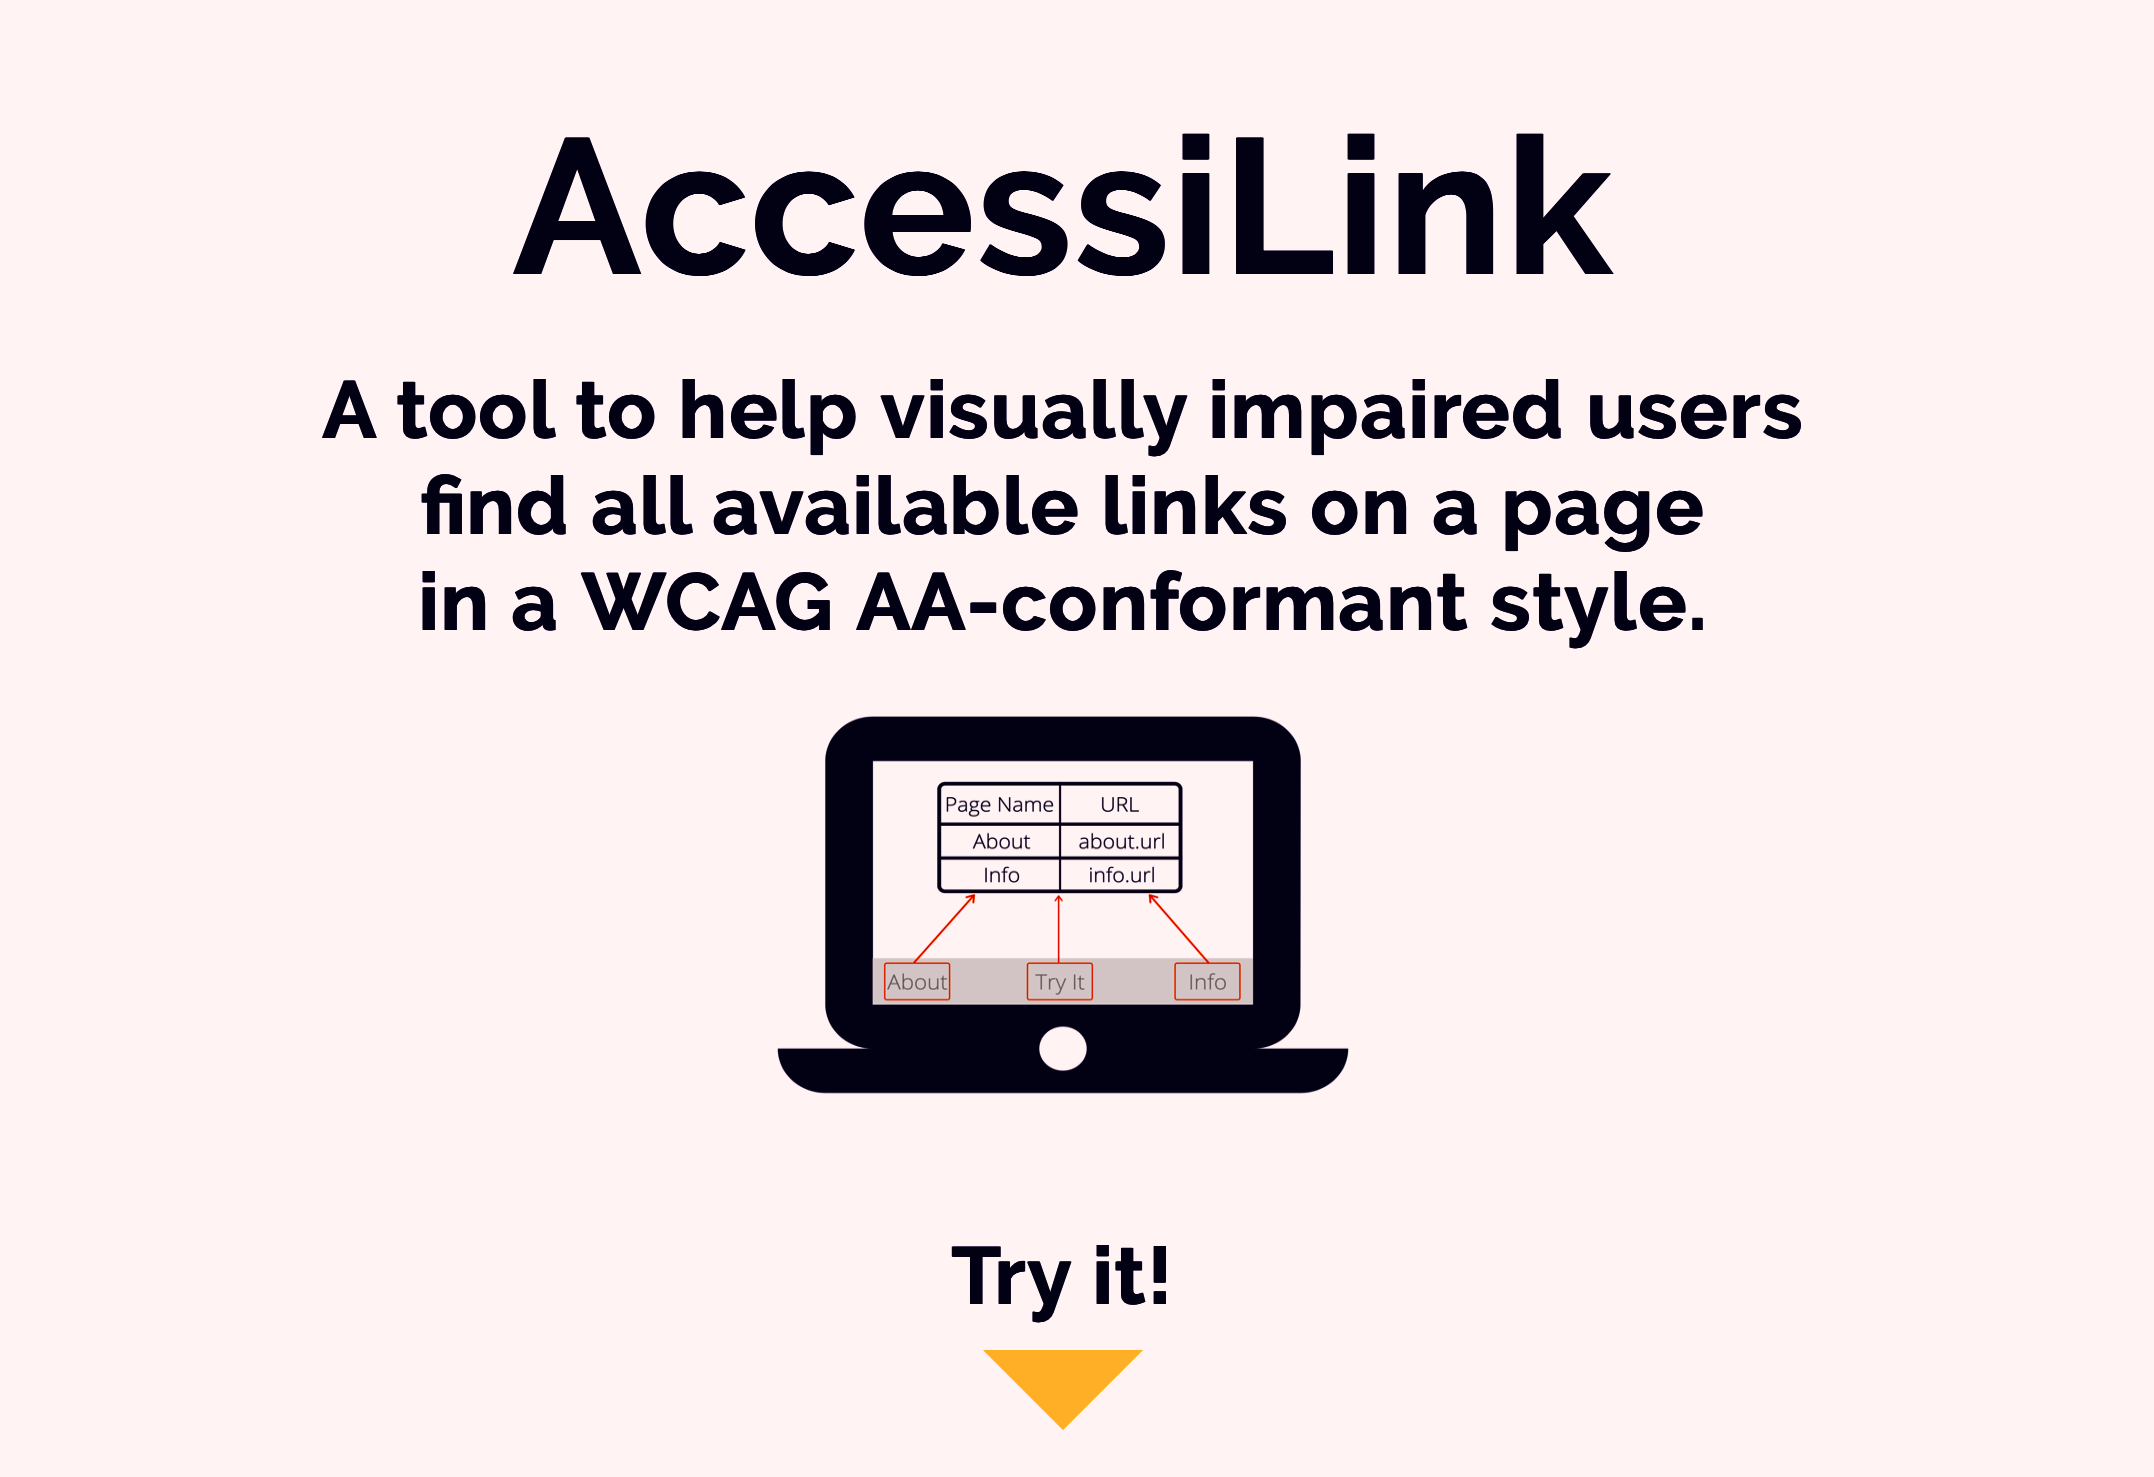 AccessiLink
A tool to help visually impaired users
find all available links on a page
in a WCAG AA-conformant style.
Page Name URL
About about.url
Info info.url
About Try It Info
Try it!